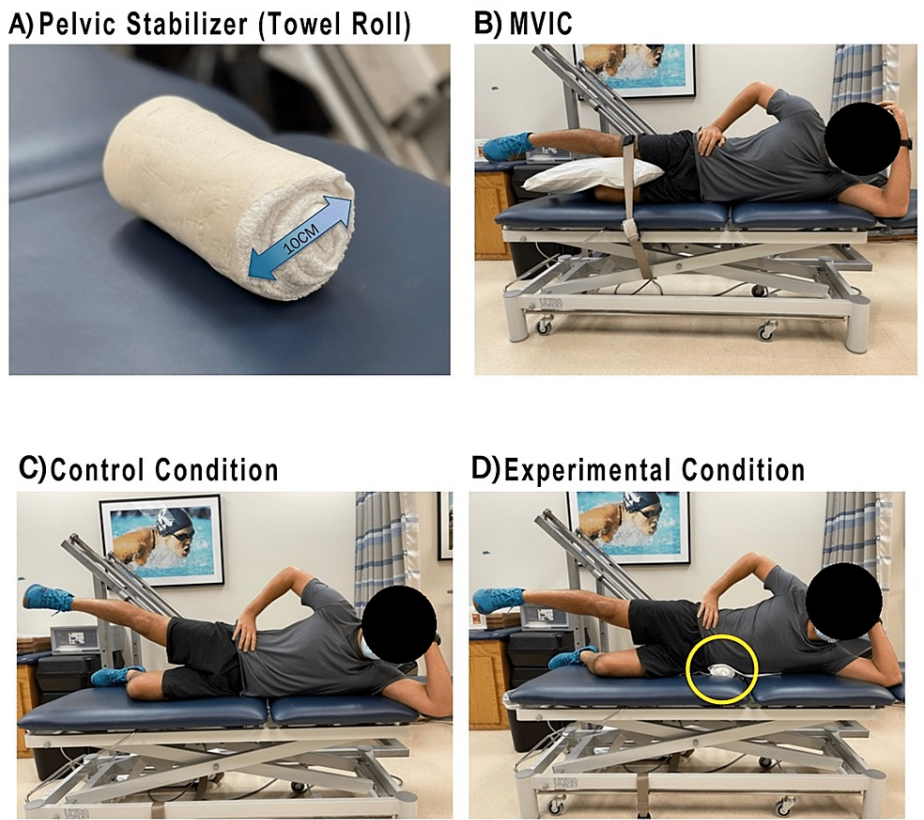 A) Pelvic Stabilizer (Towel Roll)
B) MVIC
10CM
C) Control Condition
D) Experimental Condition